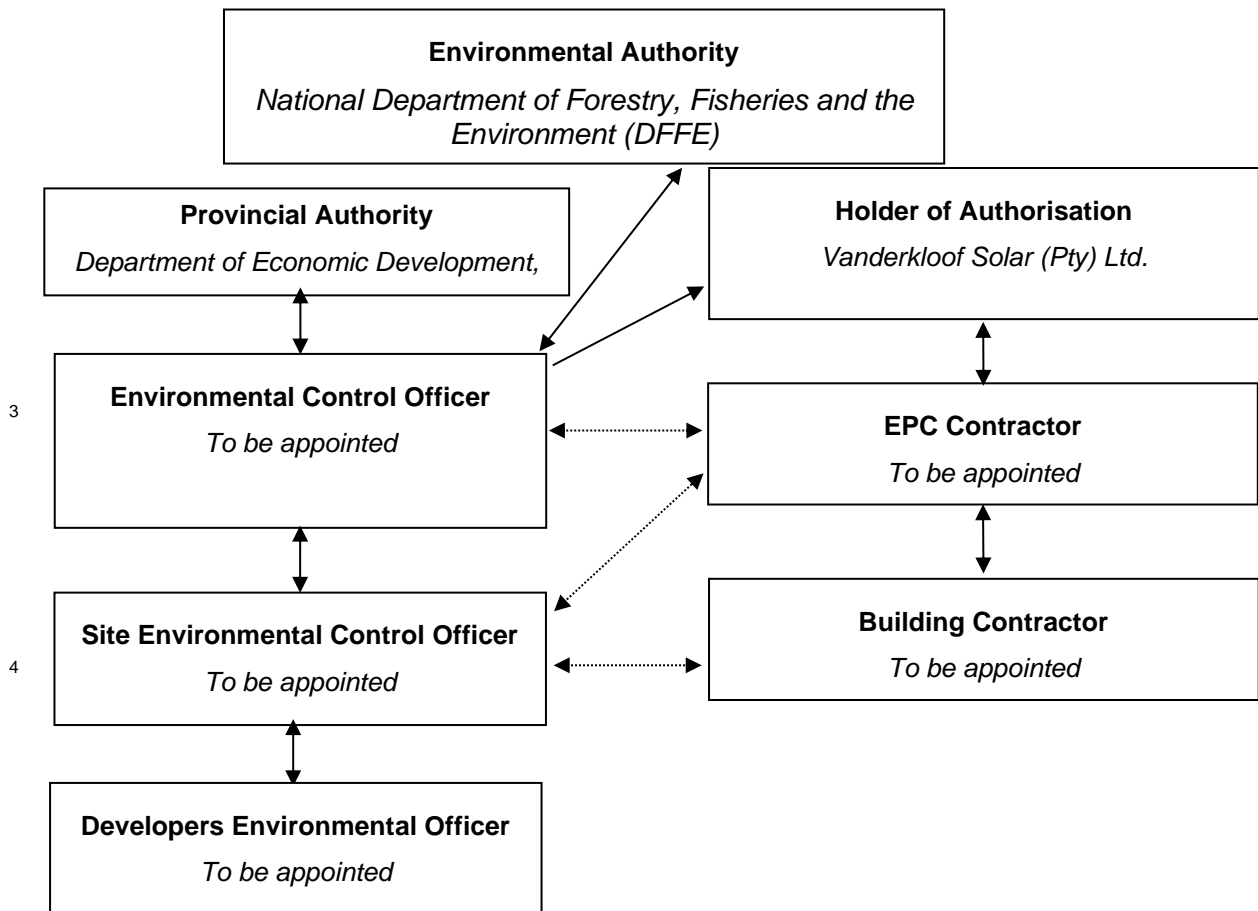 Environmental Authority
National Department of Forestry, Fisheries and the
Environment (DFFE)
Provincial Authority
Department of Economic Development,
Holder of Authorisation
Vanderkloof Solar (Pty) Ltd.
3
Environmental Control Officer
To be appointed
EPC Contractor
To be appointed
4
Site Environmental Control Officer
To be appointed
Building Contractor
To be appointed
Developers Environmental Officer
To be appointed